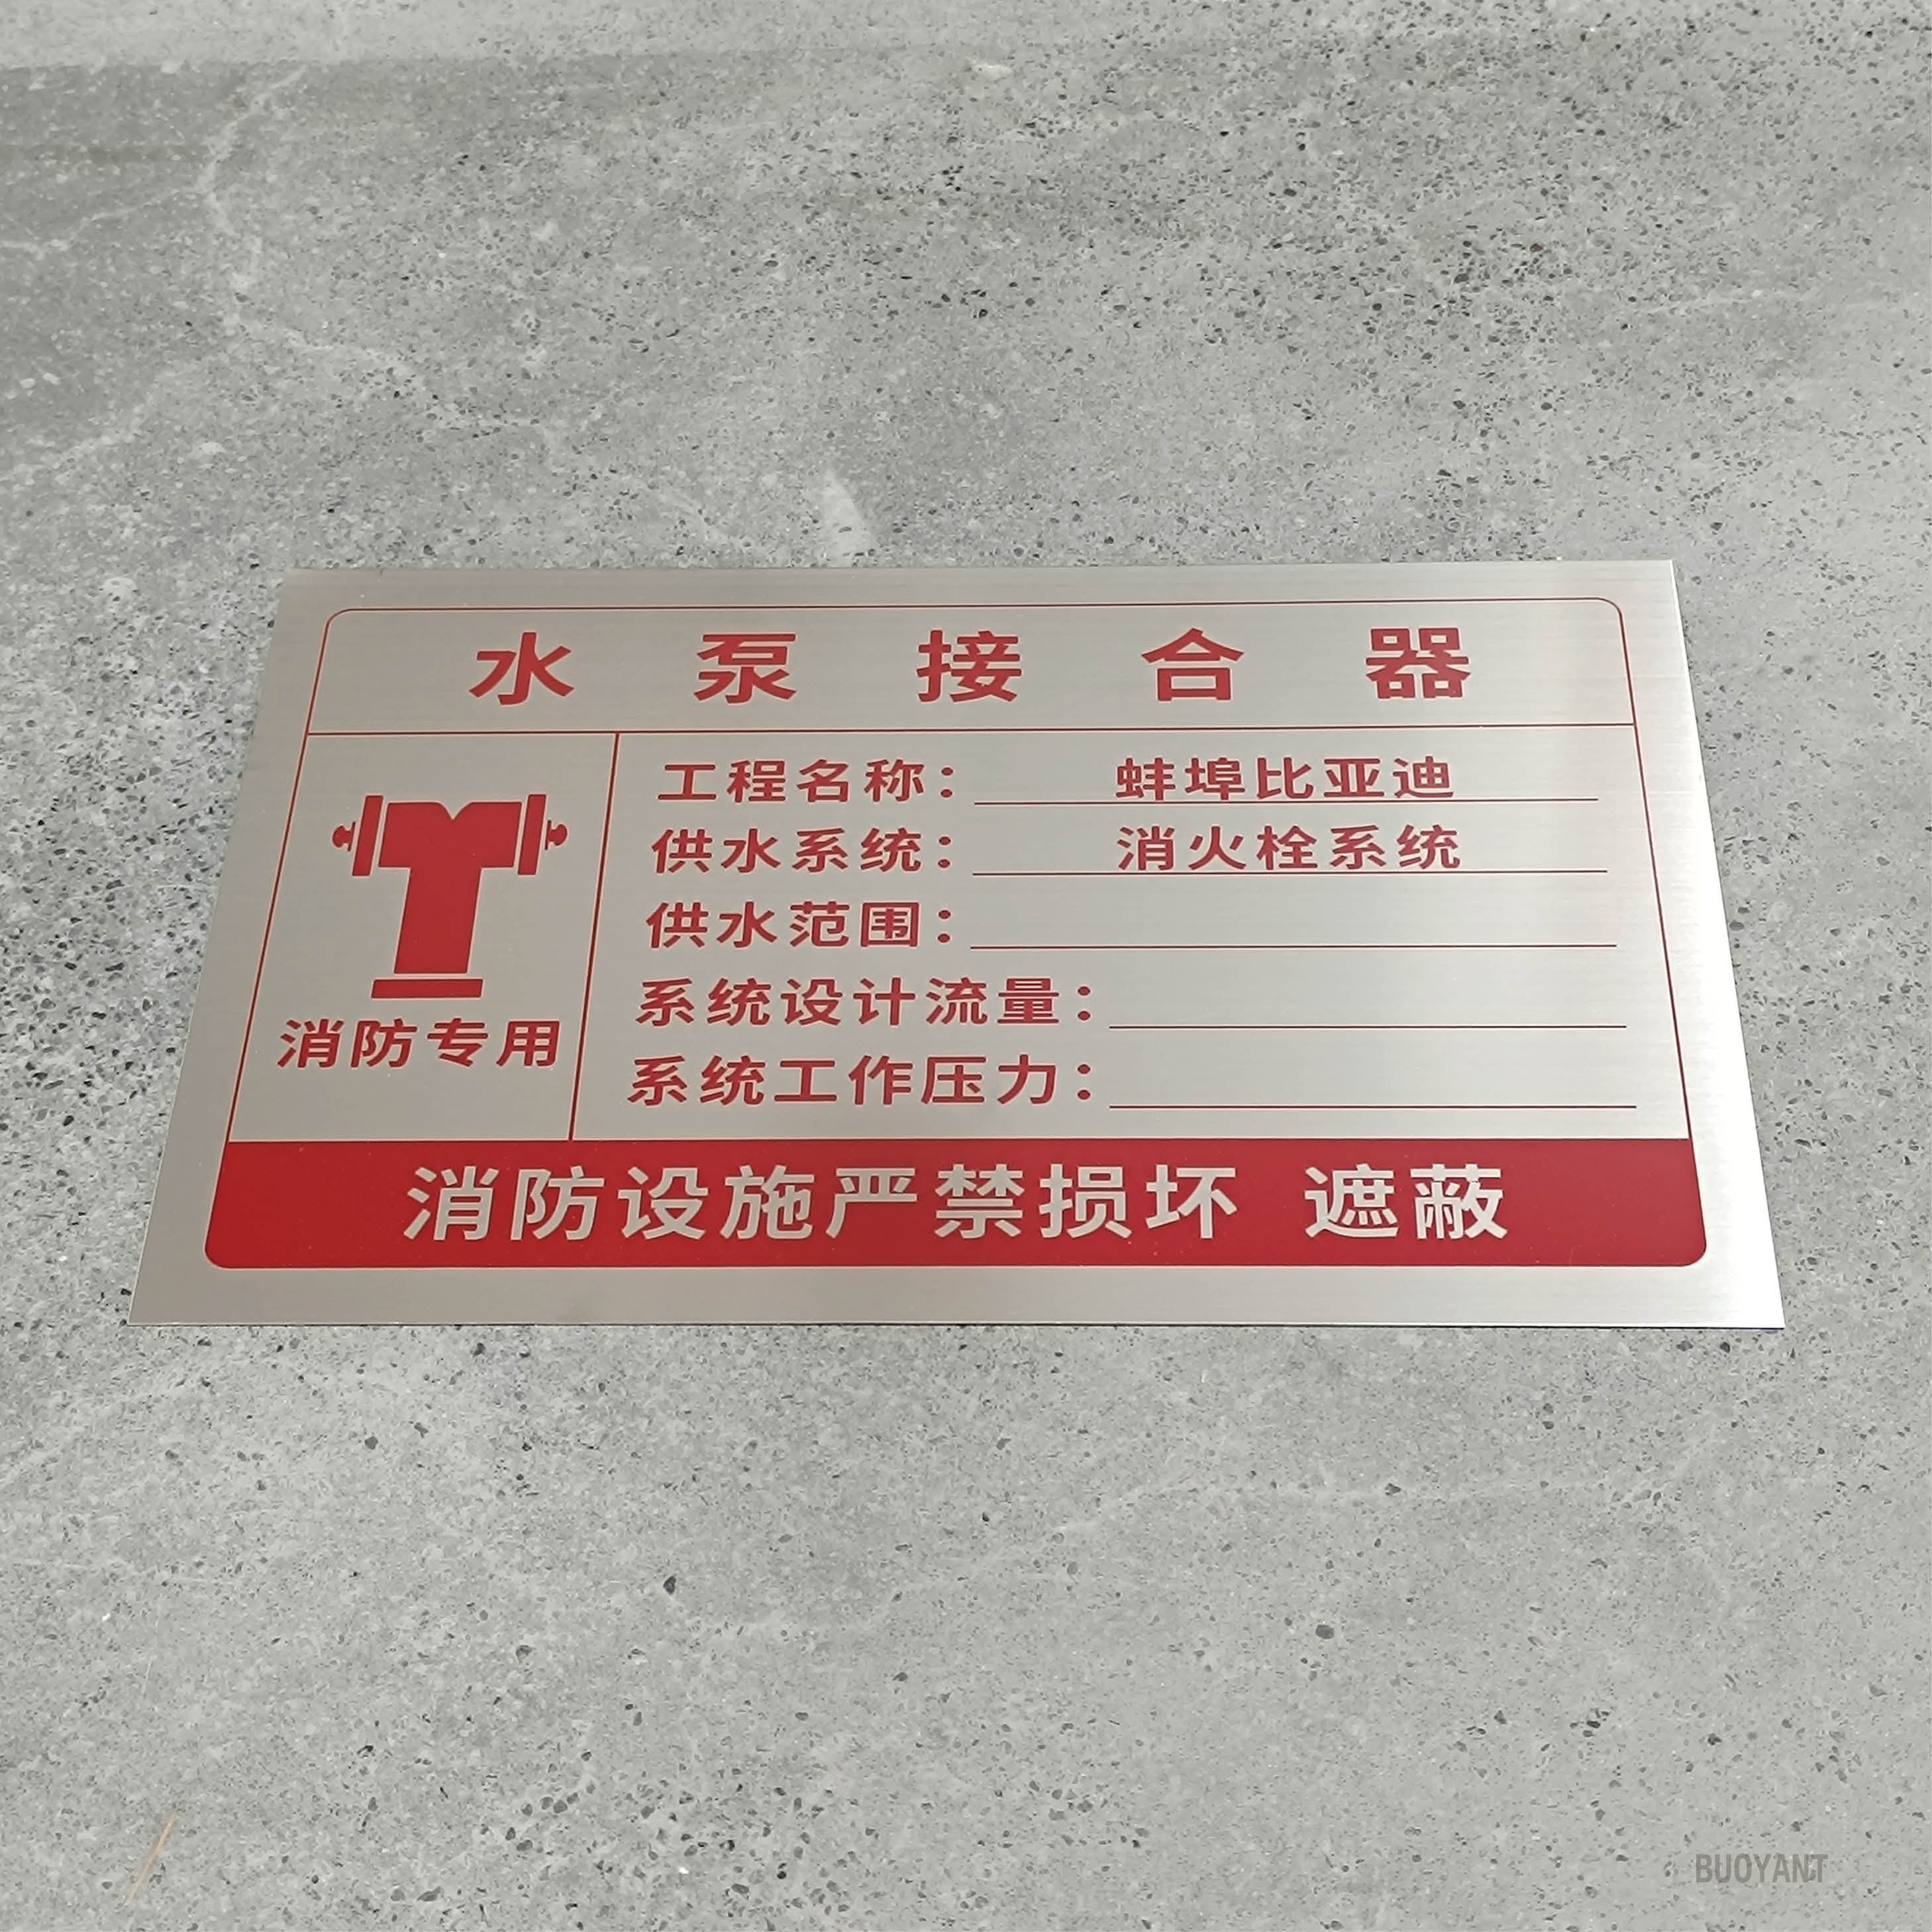 水泵接合器
工程名称：蚌埠比亚迪
供水系统：消火栓系统
供水范围：
系统设计流量：
系统工作压力：
消防专用
消防设施严禁损坏 遮蔽
BUOYANT